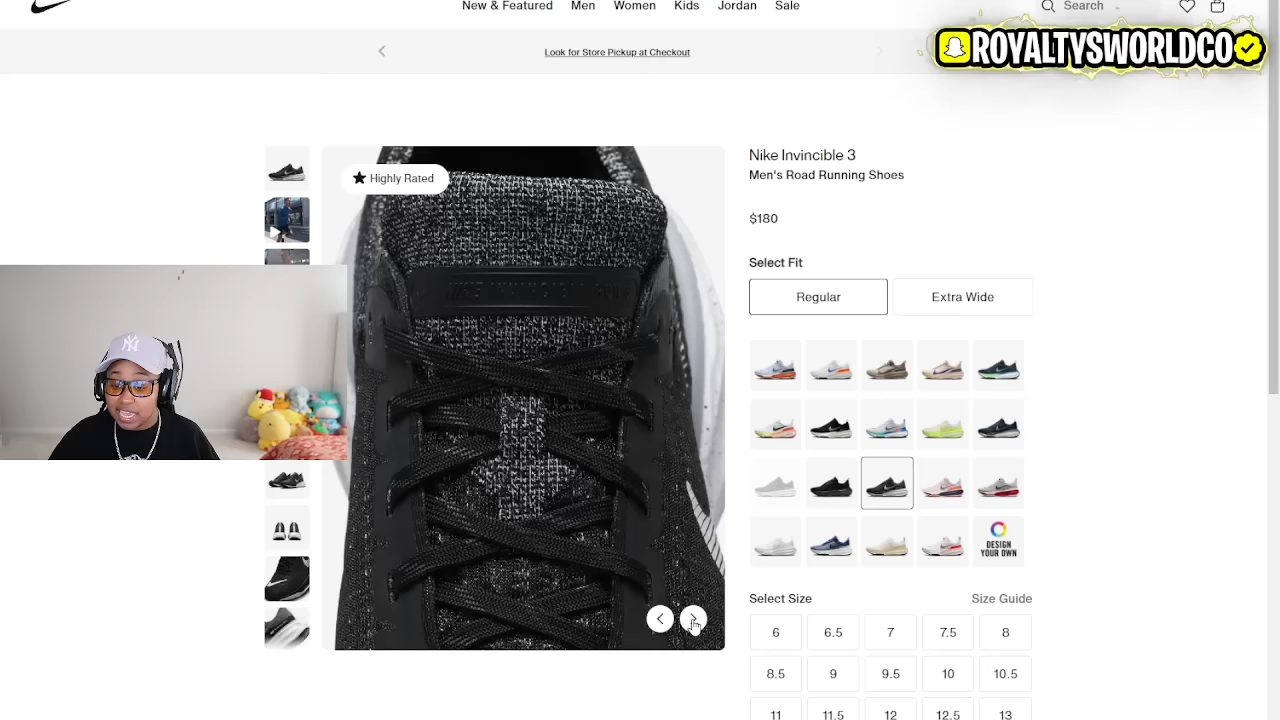 New & Featured Men Women Kids Jordan Sale
Search
ROYALTYSWORLDCO
Look for Store Pickup at Checkout
Highly Rated
Nike Invincible 3
Men's Road Running Shoes
$180
Select Fit
Regular Extra Wide
NY
DESIGN
YOUR OWN
Select Size Size Guide
6 6.5 7 7.5 8
8.5 9 9.5 10 10.5
11 11.5 12 12.5 13